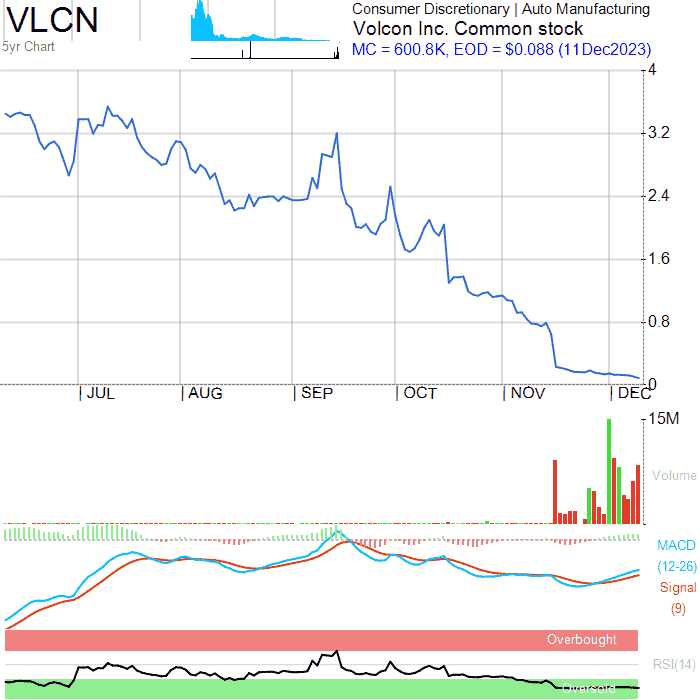 VLCN
5yr Chart
Consumer Discretionary | Auto Manufacturing
Volcon Inc. Common stock
MC = 600.8K, EOD = $0.088 (11Dec2023)
4
3.2
2.4
1.6
0.8
0
JUL AUG SEP OCT NOV DEC
15M
Volume
MACD
(12-26)
Signal
(9)
Overbought
RSI(14)
Oversold